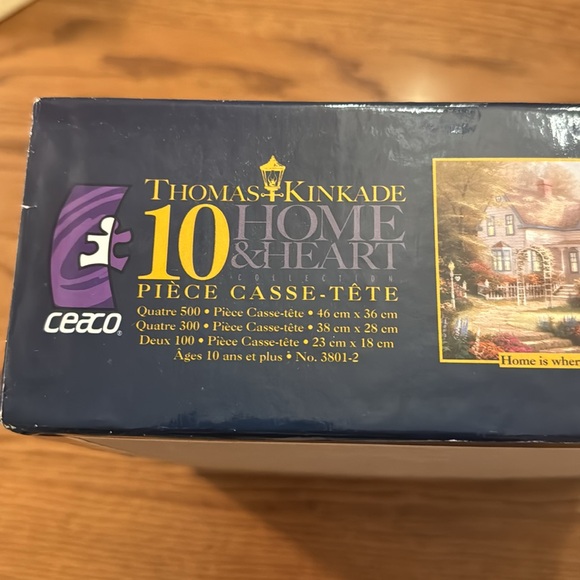 THOMAS KINKADE
10 HOME
& HEART
COLLECTION
PIÈCE CASSE-TÊTE
Quatre 500 • Pièce Casse-tête • 46 cm x 36 cm
Quatre 300 • Pièce Casse-tête • 38 cm x 28 cm
Deux 100 • Pièce Casse-tête • 23 cm x 18 cm
Âges 10 ans et plus • No. 3801-2
ceaco®
Home is wher